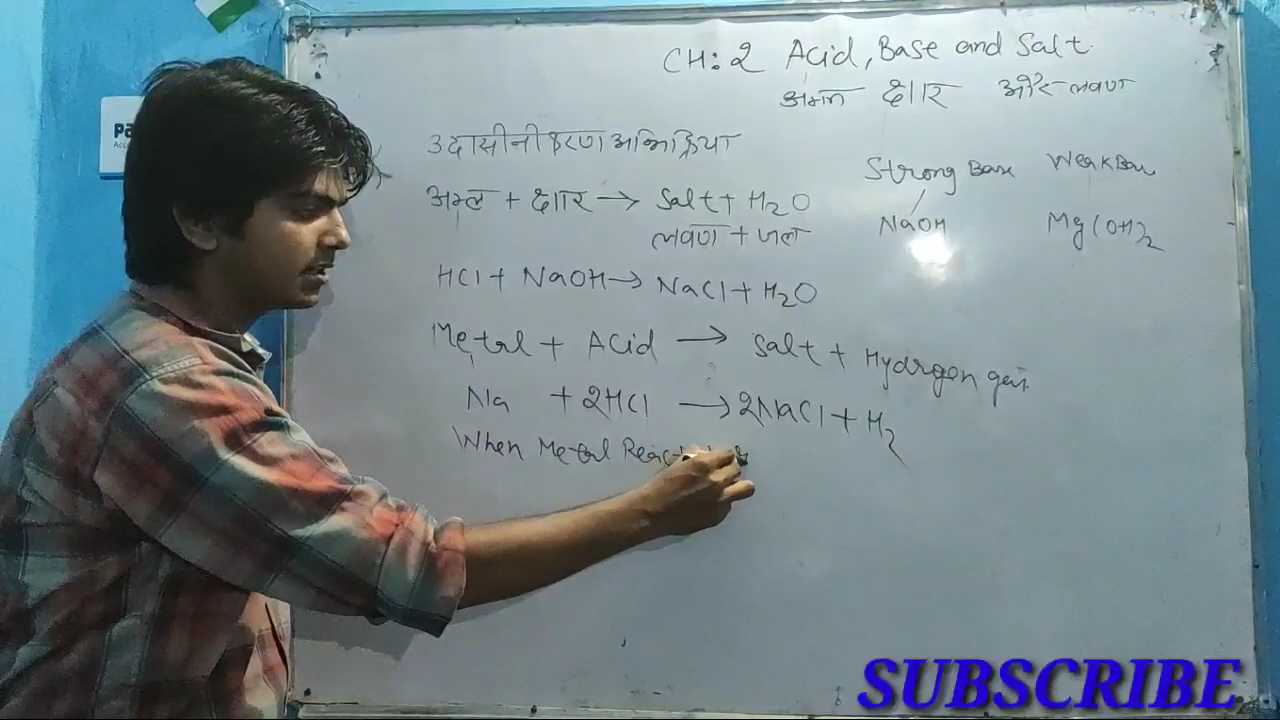 CH: 2 Acid, Base and Salt
अम्ल क्षार और लवण
उदासीनीकरण अभिक्रिया
Strong Base Weak Base
अम्ल + क्षार → Salt + H₂O
लवण + जल
NaOH Mg(OH)₂
HCl + NaOH → NaCl + H₂O
Metal + Acid → Salt + Hydrogen gas
Na + 2HCl → 2NaCl + H₂
When Metal React
SUBSCRIBE